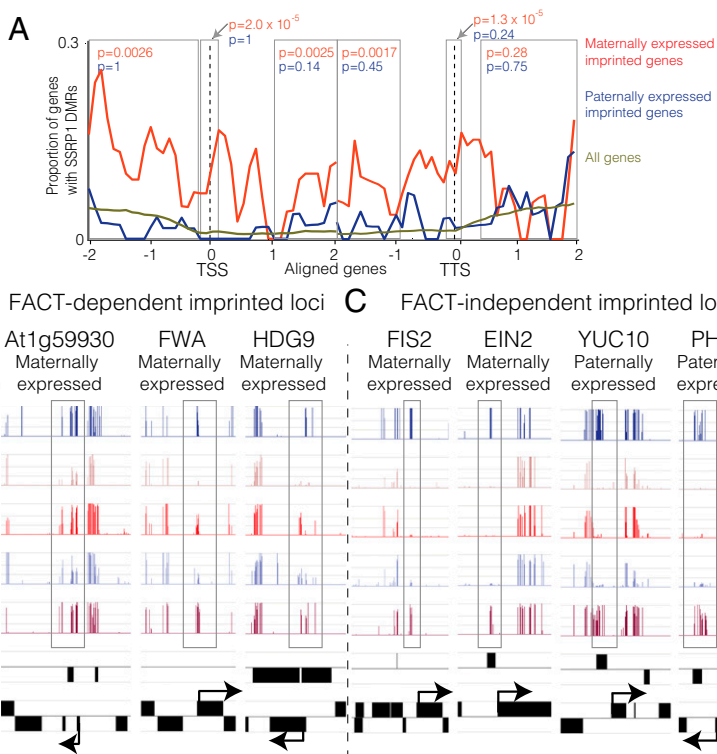 A
p=2.0 x 10-5
p=1
p=1.3 x 10-5
p=0.24
0.3
p=0.0026
p=1
p=0.0025
p=0.14
p=0.0017
p=0.45
p=0.28
p=0.75
Maternally expressed
imprinted genes
Paternally expressed
imprinted genes
All genes
Proportion of genes
with SSRP1 DMRs
0
-2
-1
0
1
2
-1
0
1
2
TSS
Aligned genes
TTS
FACT-dependent imprinted loci
C
FACT-independent imprinted lo
At1g59930
FWA
HDG9
FIS2
EIN2
YUC10
PH
Maternally
expressed
Maternally
expressed
Maternally
expressed
Maternally
expressed
Maternally
expressed
Paternally
expressed
Pater
expre